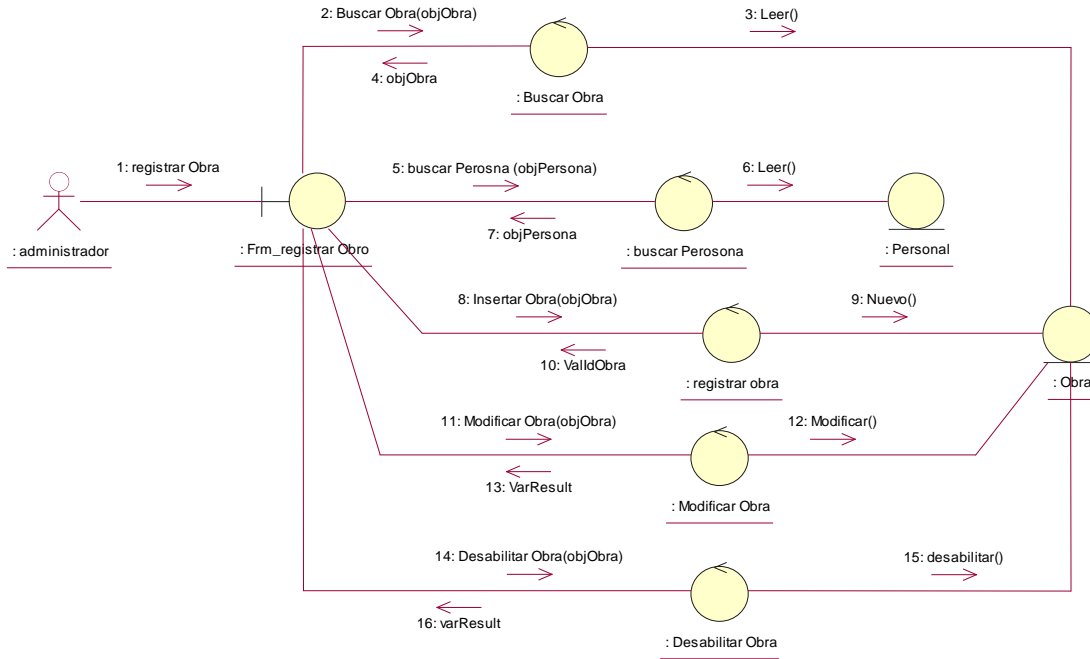 2: Buscar Obra(objObra)
3: Leer()
4: objObra
: Buscar Obra
1: registrar Obra
5: buscar Perosna (objPersona)
6: Leer()
7: objPersona
: administrador
: Frm_registrar Obro
: buscar Perosona
: Personal
8: Insertar Obra(objObra)
9: Nuevo()
10: ValIdObra
: registrar obra
: Obra
11: Modificar Obra(objObra)
12: Modificar()
13: VarResult
: Modificar Obra
14: Desabilitar Obra(objObra)
15: desabilitar()
16: varResult
: Desabilitar Obra